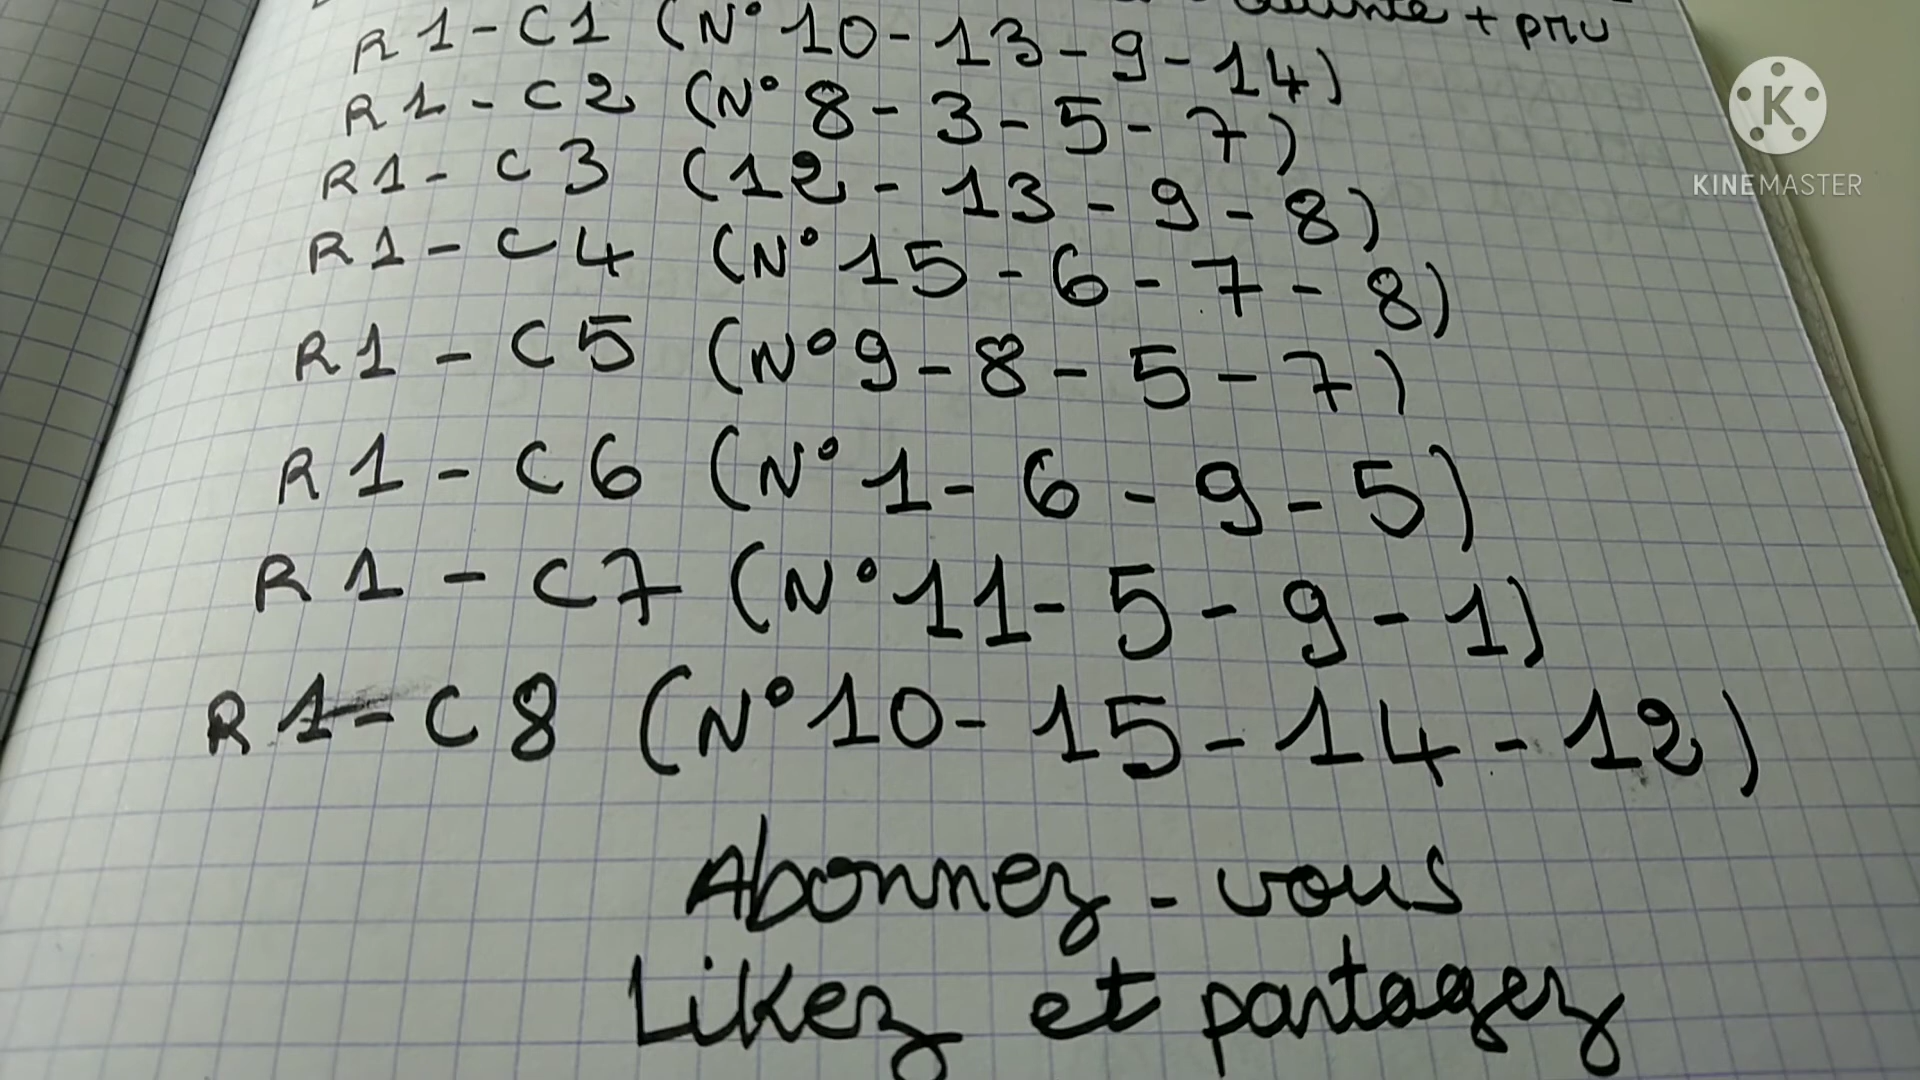 + PMU
R1-C1 (N°10-13-9-14)
R1-C2 (N°8-3-5-7)
R1-C3 (12-13-9-8)
R1-C4 (N°15-6-7-8)
R1-C5 (N°9-8-5-7)
R1-C6 (N°1-6-9-5)
R1-C7 (N°11-5-9-1)
R1-C8 (N°10-15-14-12)
Abonnez-vous
Likez et partagez
K
KINEMASTER